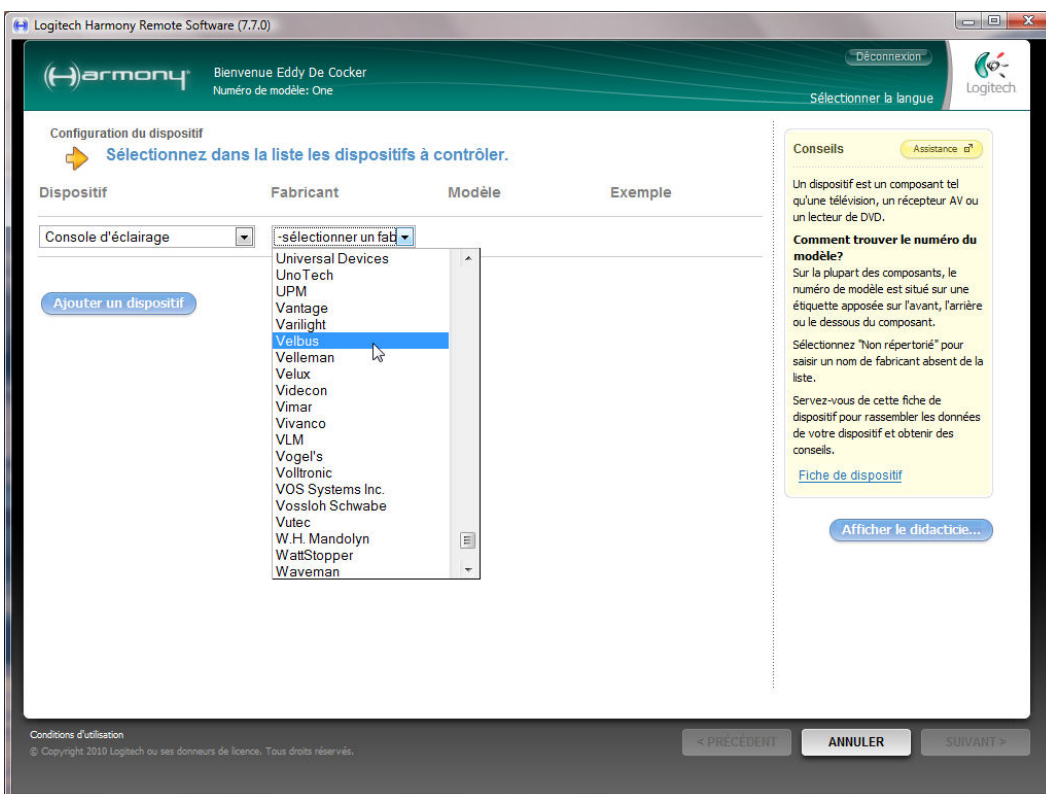 Logitech Harmony Remote Software (7.7.0)
Harmony
Bienvenue Eddy De Cocker
Numéro de modèle: One
Déconnexion
Sélectionner la langue
Logitech
Configuration du dispositif
Sélectionnez dans la liste les dispositifs à contrôler.
Dispositif Fabricant Modèle Exemple
Console d'éclairage
-sélectionner un fab
Universal Devices
UnoTech
UPM
Vantage
Varilight
Velbus
Velleman
Velux
Videcon
Vimar
Vivanco
VLM
Vogel's
Volltronic
VOS Systems Inc.
Vossloh Schwabe
Vutec
W.H. Mandolyn
WattStopper
Waveman
Ajouter un dispositif
Conseils
Assistance
Un dispositif est un composant tel
qu'une télévision, un récepteur AV ou
un lecteur de DVD.
Comment trouver le numéro du
modèle?
Sur la plupart des composants, le
numéro de modèle est situé sur une
étiquette apposée sur l'avant, l'arrière
ou le dessous du composant.
Sélectionnez "Non répertorié" pour
saisir un nom de fabricant absent de la
liste.
Servez-vous de cette fiche de
dispositif pour rassembler les données
de votre dispositif et obtenir des
conseils.
Fiche de dispositif
Afficher le didacticie...
Conditions d'utilisation
© Copyright 2010 Logitech ou ses donneurs de licence. Tous droits réservés.
< PRÉCÉDENT
ANNULER
SUIVANT >